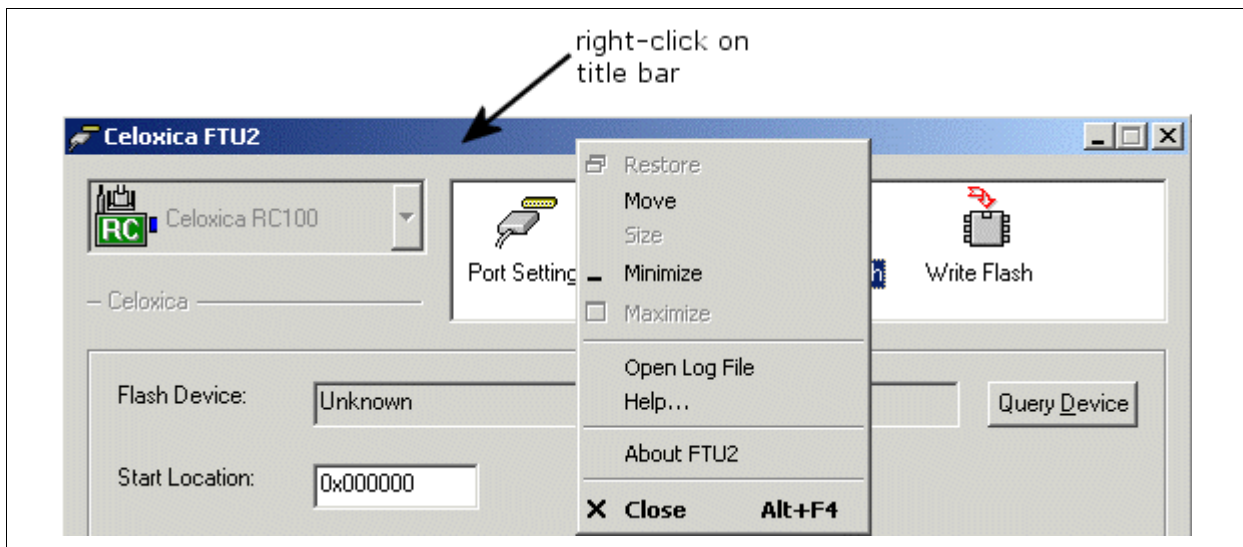 right-click on
title bar
Celoxica FTU2
RC Celoxica RC100
Port Setting
h
Write Flash
Celoxica
Restore
Move
Size
Minimize
Maximize
Open Log File
Help...
About FTU2
Close Alt+F4
Flash Device: Unknown Query Device
Start Location: 0x000000